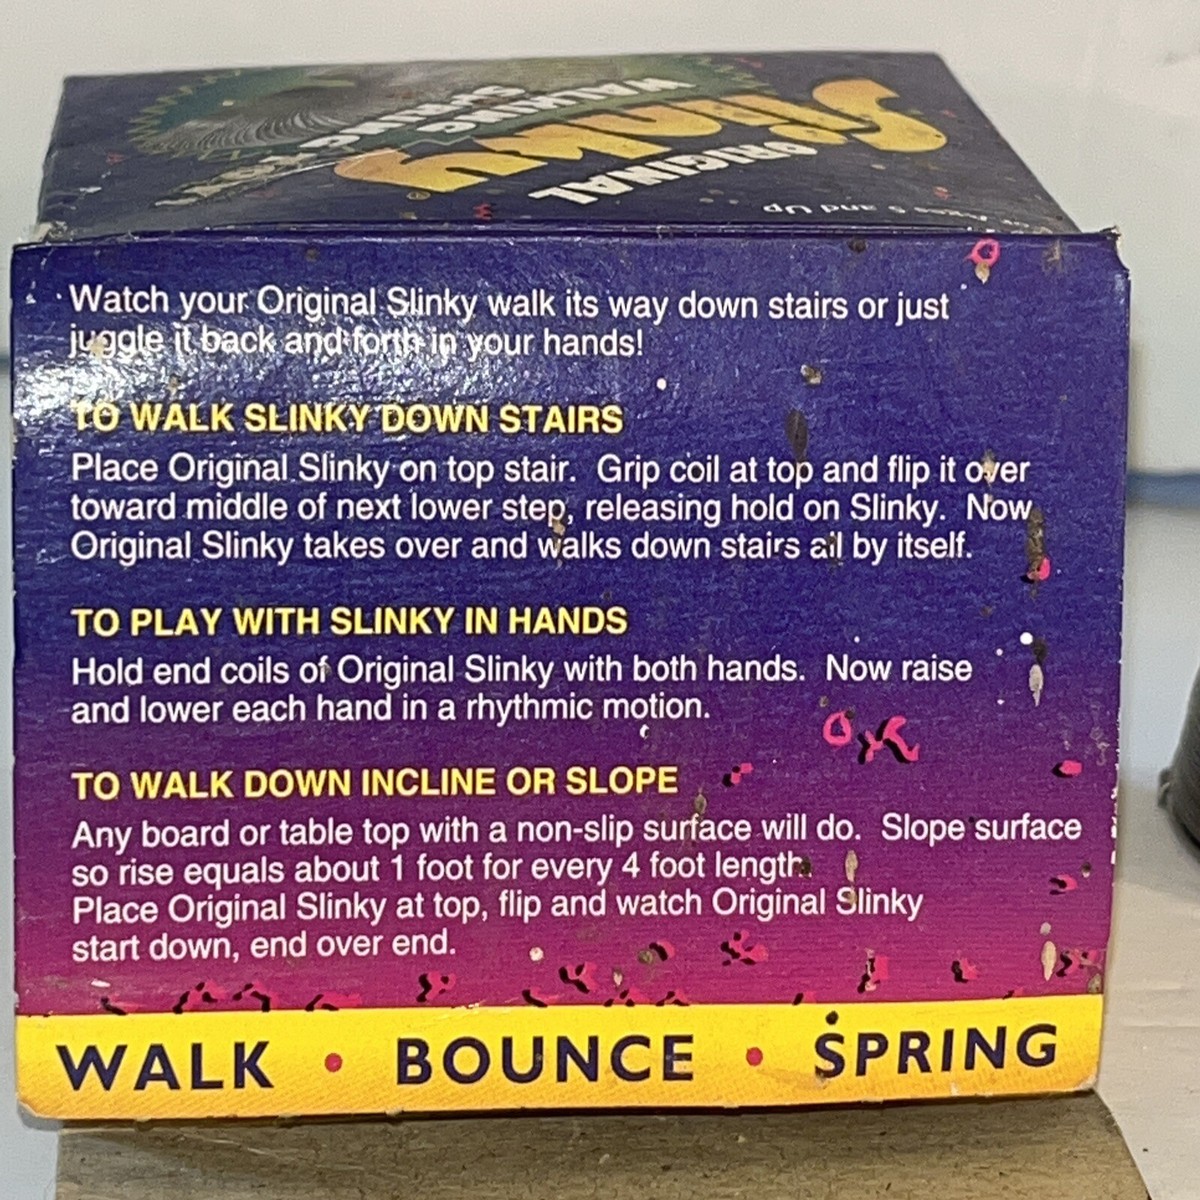 ORIGINAL
Slinky®
WALKING
SPRING
Watch your Original Slinky walk its way down stairs or just
juggle it back and forth in your hands!
TO WALK SLINKY DOWN STAIRS
Place Original Slinky on top stair. Grip coil at top and flip it over
toward middle of next lower step, releasing hold on Slinky. Now
Original Slinky takes over and walks down stairs all by itself.
TO PLAY WITH SLINKY IN HANDS
Hold end coils of Original Slinky with both hands. Now raise
and lower each hand in a rhythmic motion.
TO WALK DOWN INCLINE OR SLOPE
Any board or table top with a non-slip surface will do. Slope surface
so rise equals about 1 foot for every 4 foot length.
Place Original Slinky at top, flip and watch Original Slinky
start down, end over end.
WALK • BOUNCE • SPRING